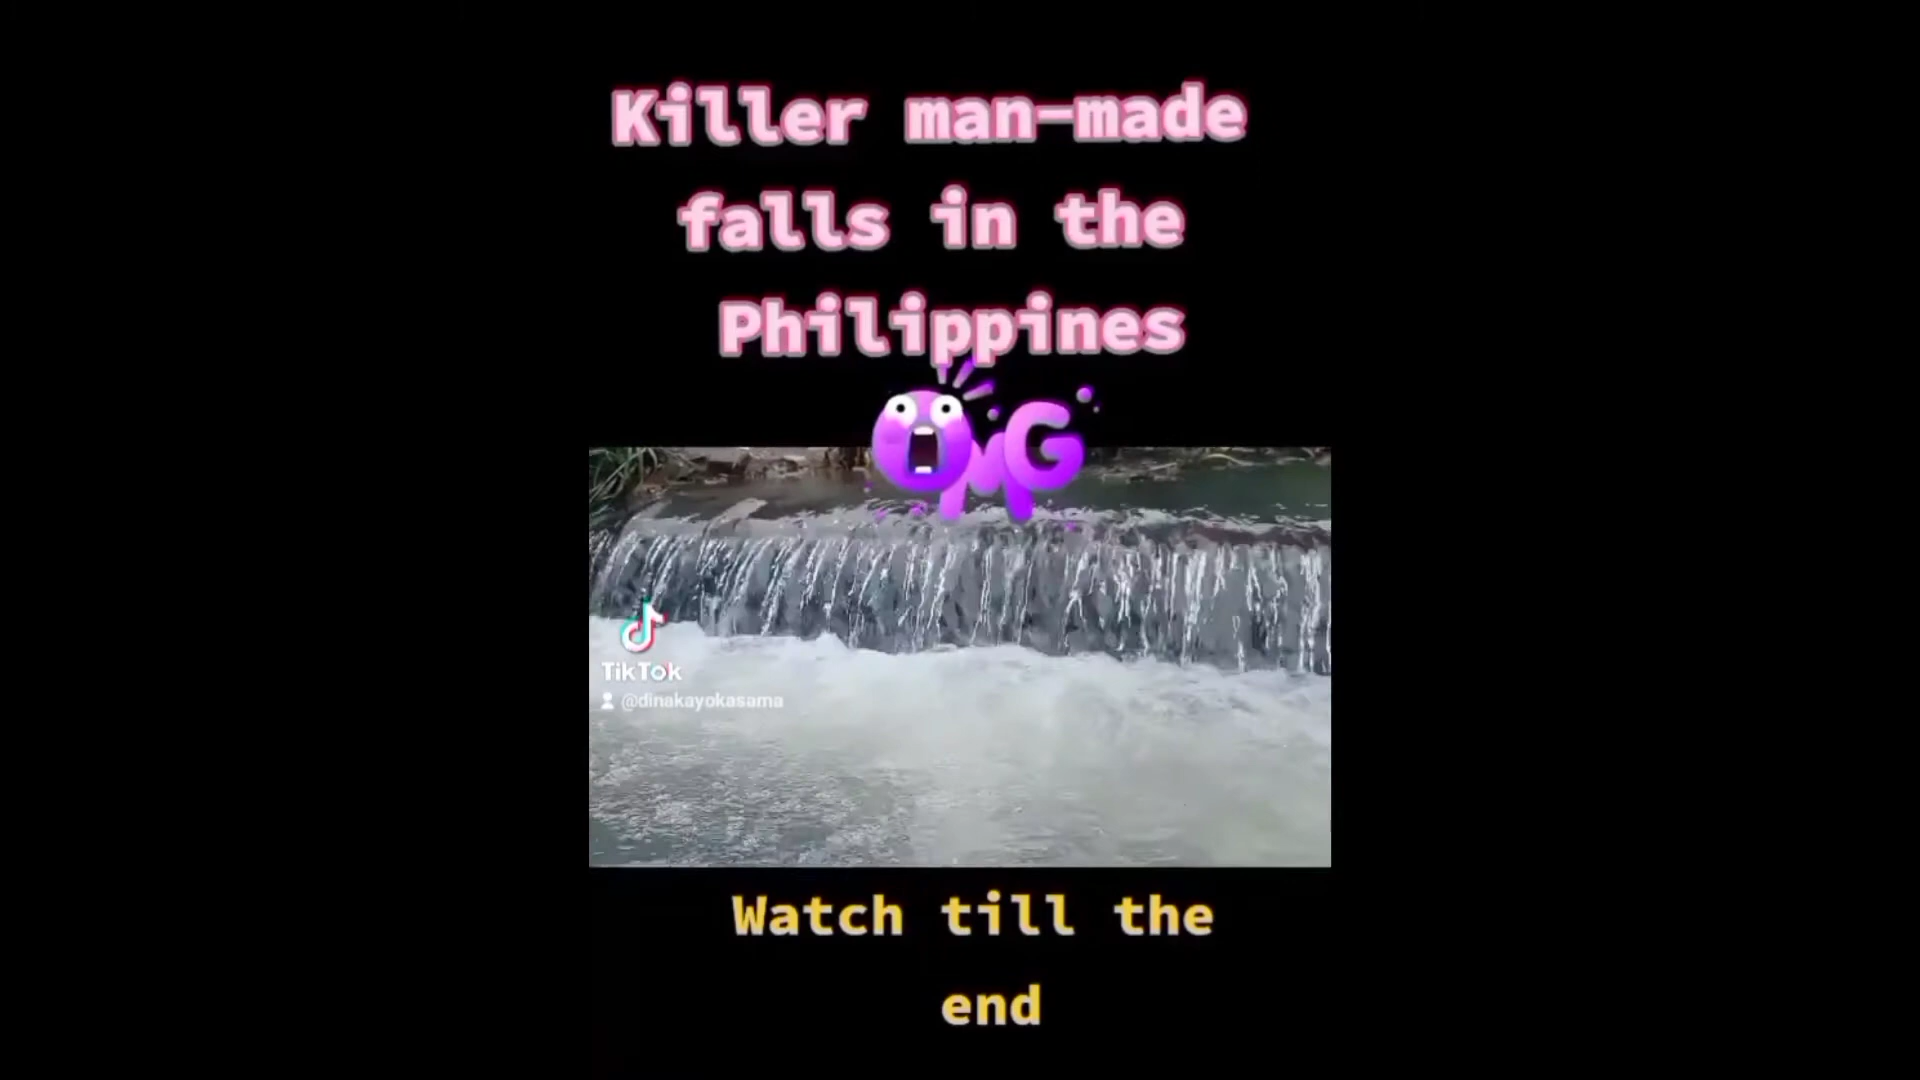 Killer man-made
falls in the
Philippines
OMG
TikTok
@dinakayokasama
Watch till the
end